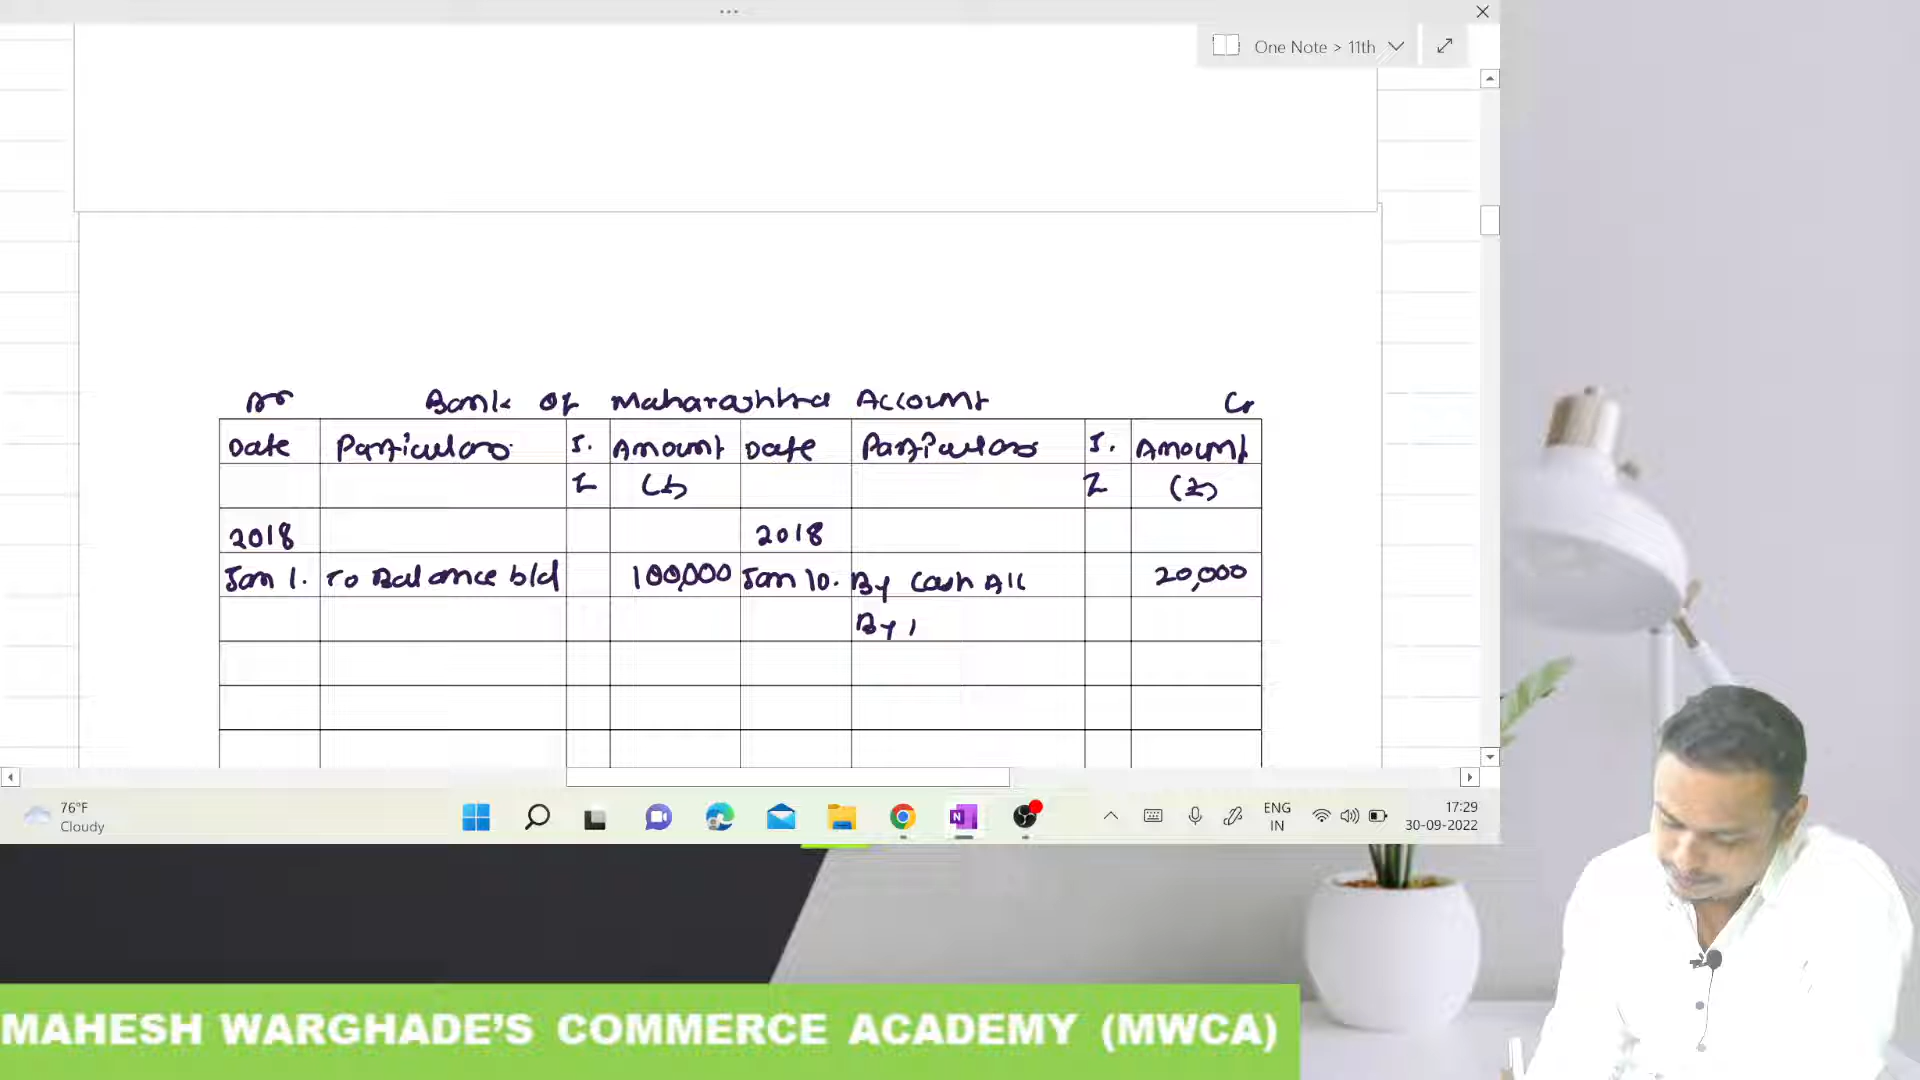 One Note > 11th
Dr Bank Of Maharashtra Account Cr
Date Particulars J. Amount Date Particulars J. Amount
F (₹) F (₹)
2018 2018
Jan 1. To Balance b/d 100,000 Jan 10. By Cash A/c 20,000
By
76°F
Cloudy
ENG
IN
17:29
30-09-2022
MAHESH WARGHADE’S COMMERCE ACADEMY (MWCA)